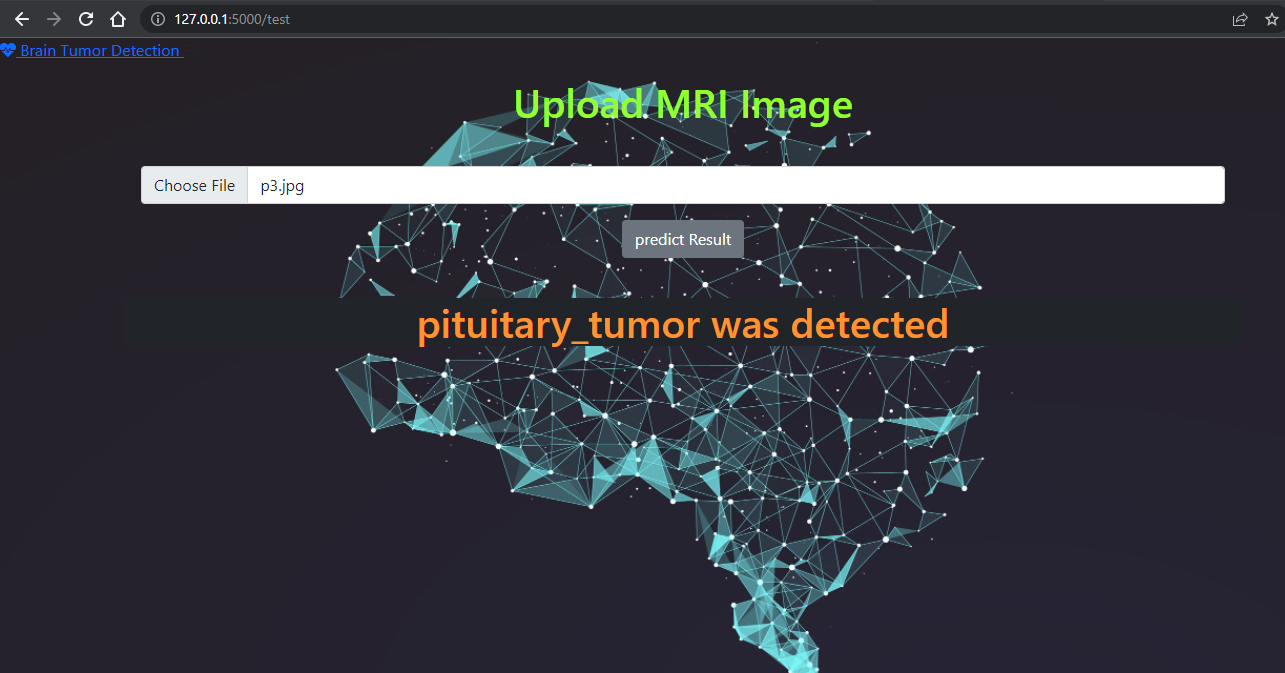 127.0.0.1:5000/test
Brain Tumor Detection
Upload MRI Image
Choose File p3.jpg
predict Result
pituitary_tumor was detected